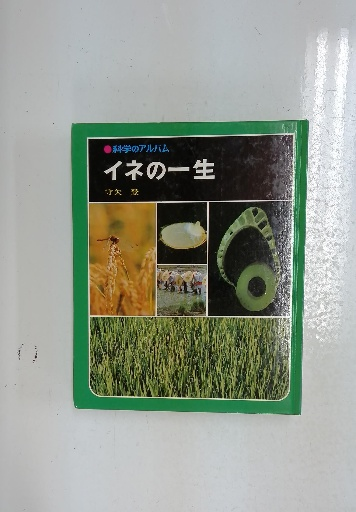 ●科学のアルバム
イネの一生
守矢 登